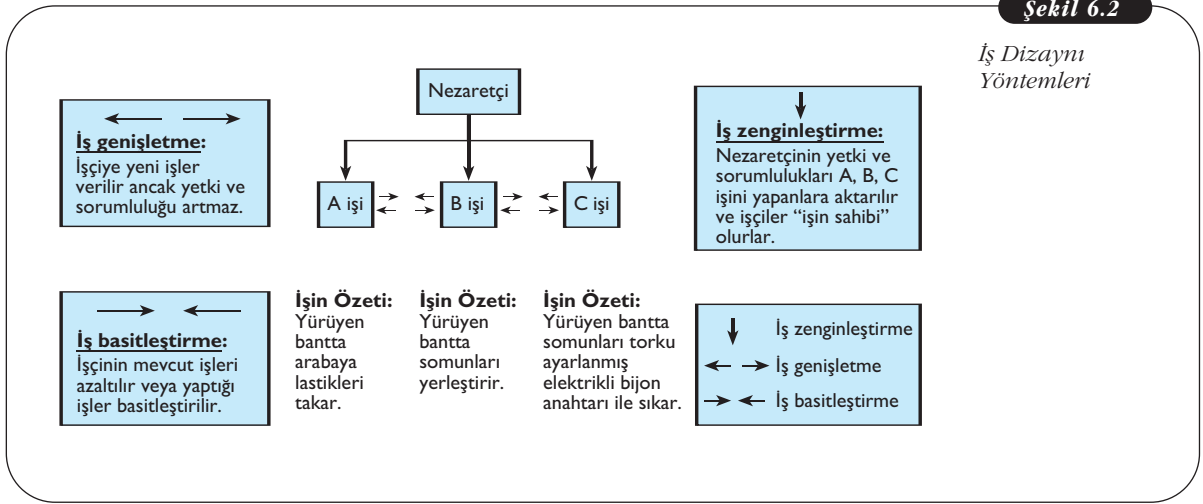 Şekil 6.2
İş Dizaynı
Yöntemleri
Nezaretçi
İş genişletme:
İşçiye yeni işler
verilir ancak yetki ve
sorumluluğu artmaz.
A işi
B işi
C işi
İş zenginleştirme:
Nezaretçinin yetki ve
sorumlulukları A, B, C
işini yapanlara aktarılır
ve işçiler “işin sahibi”
olurlar.
İş basitleştirme:
İşçinin mevcut işleri
azaltılır veya yaptığı
işler basitleştirilir.
İşin Özeti:
Yürüyen
bantta
arabaya
lastikleri
takar.
İşin Özeti:
Yürüyen
bantta
somunları
yerleştirir.
İşin Özeti:
Yürüyen bantta
somunları torku
ayarlanmış
elektrikli bijon
anahtarı ile sıkar.
İş zenginleştirme
İş genişletme
İş basitleştirme